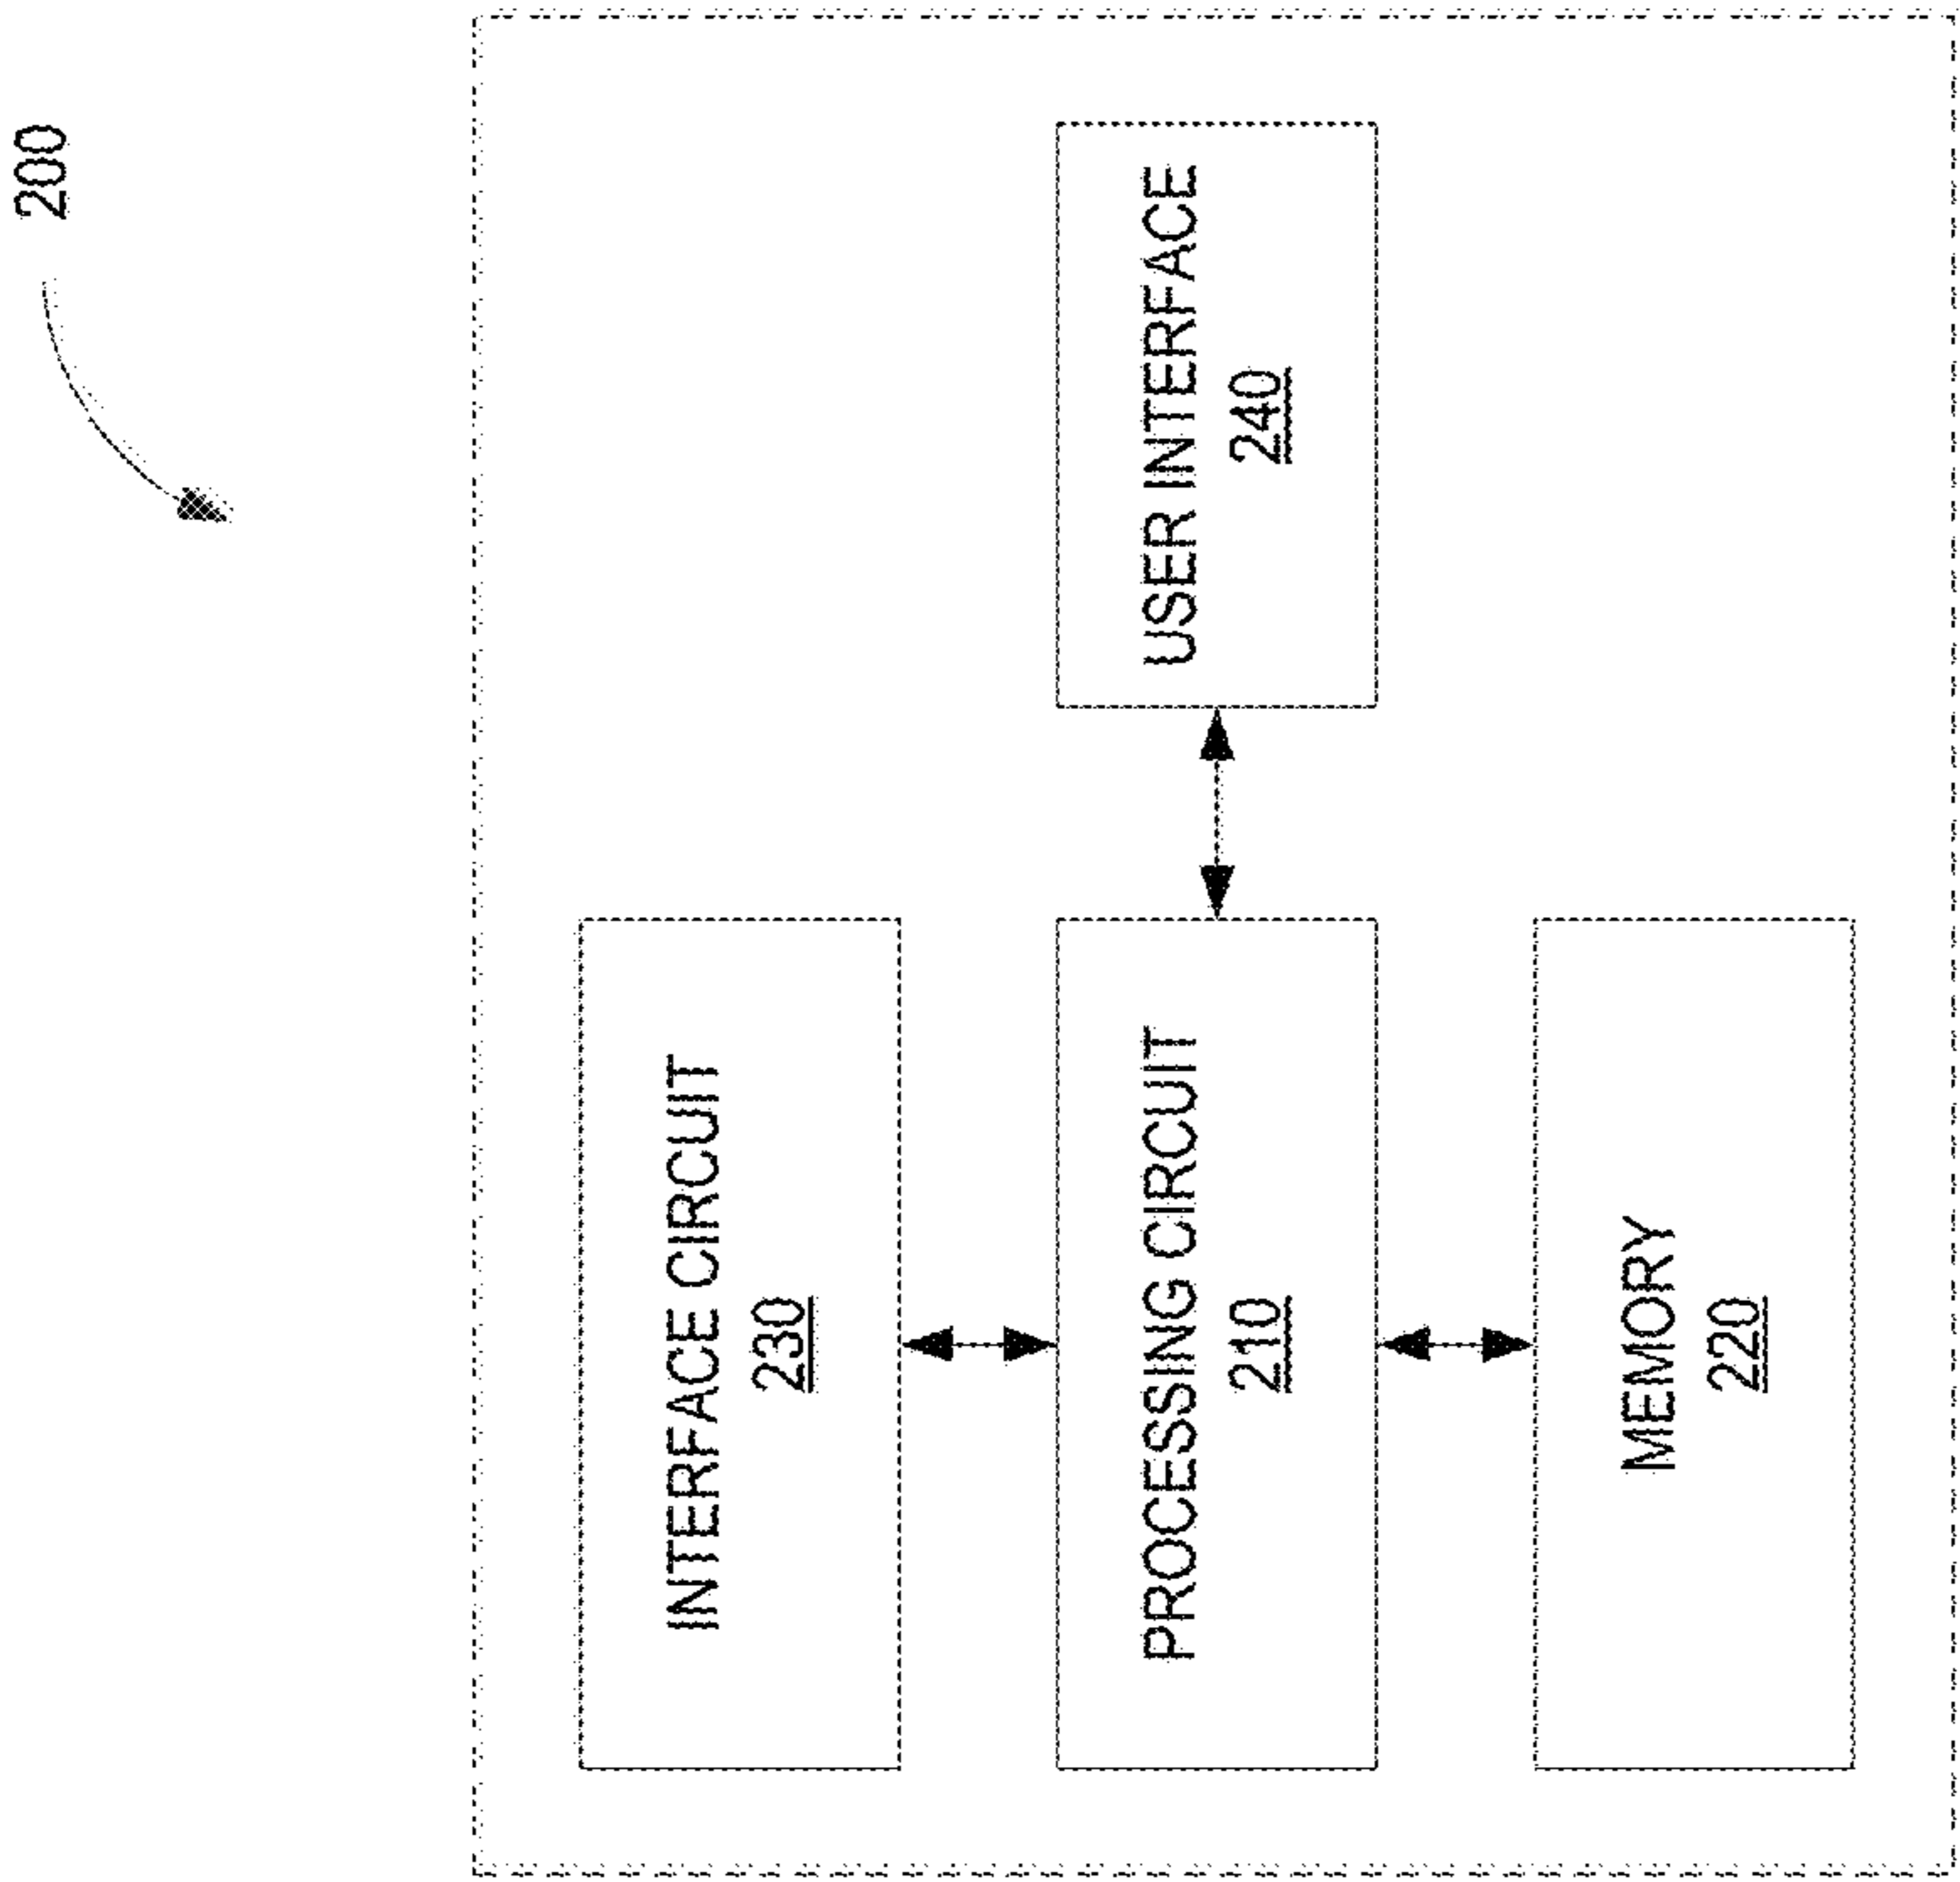 200
INTERFACE CIRCUIT
230
PROCESSING CIRCUIT
210
USER INTERFACE
240
MEMORY
220